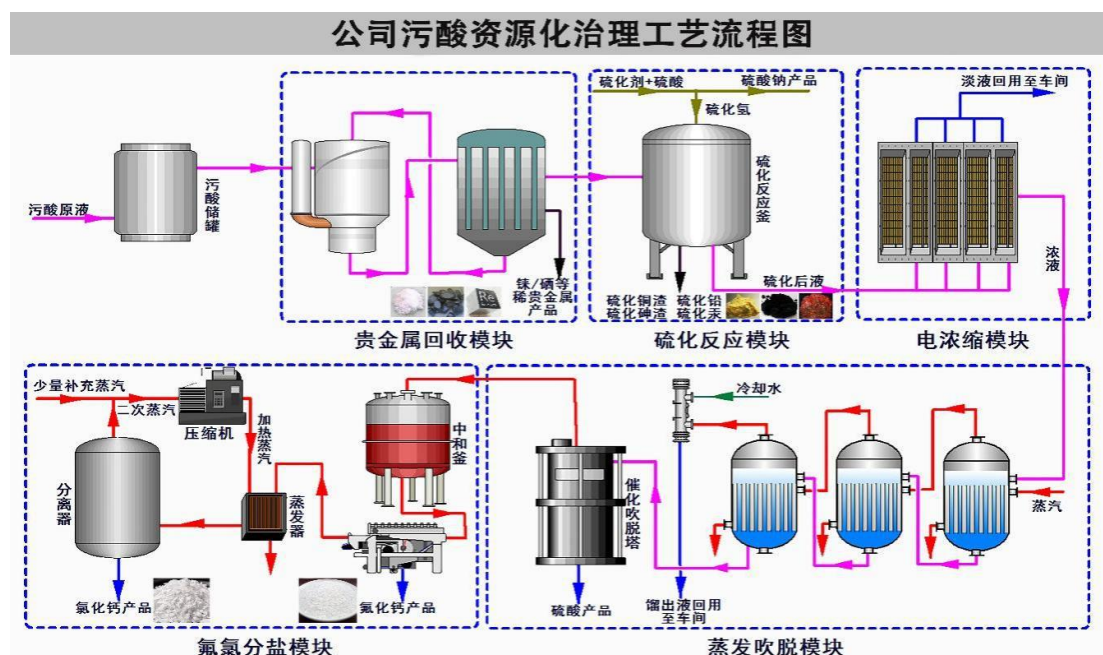 公司污酸资源化治理工艺流程图
污酸原液
污酸储罐
铼/硒等
稀贵金属
产品
Re
贵金属回收模块
硫化剂+硫酸
硫酸钠产品
硫化氢
硫化反应釜
硫化后液
硫化铜渣
硫化砷渣
硫化铅
硫化汞
硫化反应模块
淡液回用至车间
浓液
电浓缩模块
少量补充蒸汽
二次蒸汽
压缩机
加热蒸汽
中和釜
分离器
蒸发器
氯化钙产品
氟化钙产品
氟氯分盐模块
冷却水
催化吹脱塔
蒸汽
硫酸产品
馏出液回用
至车间
蒸发吹脱模块